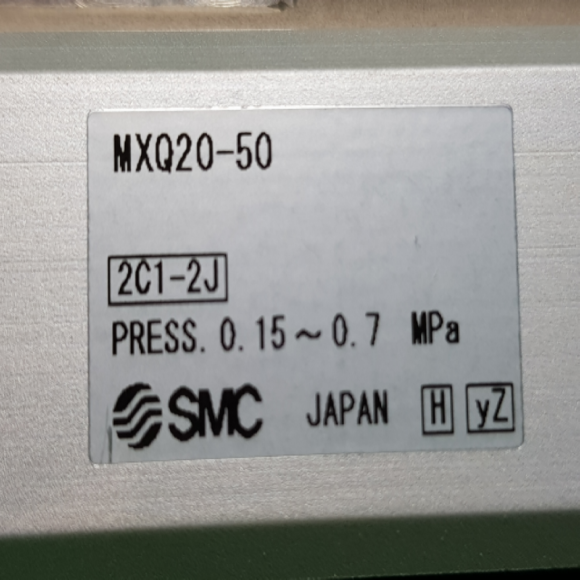 MXQ20-50
2C1-2J
PRESS. 0.15～0.7 MPa
SMC JAPAN H yZ